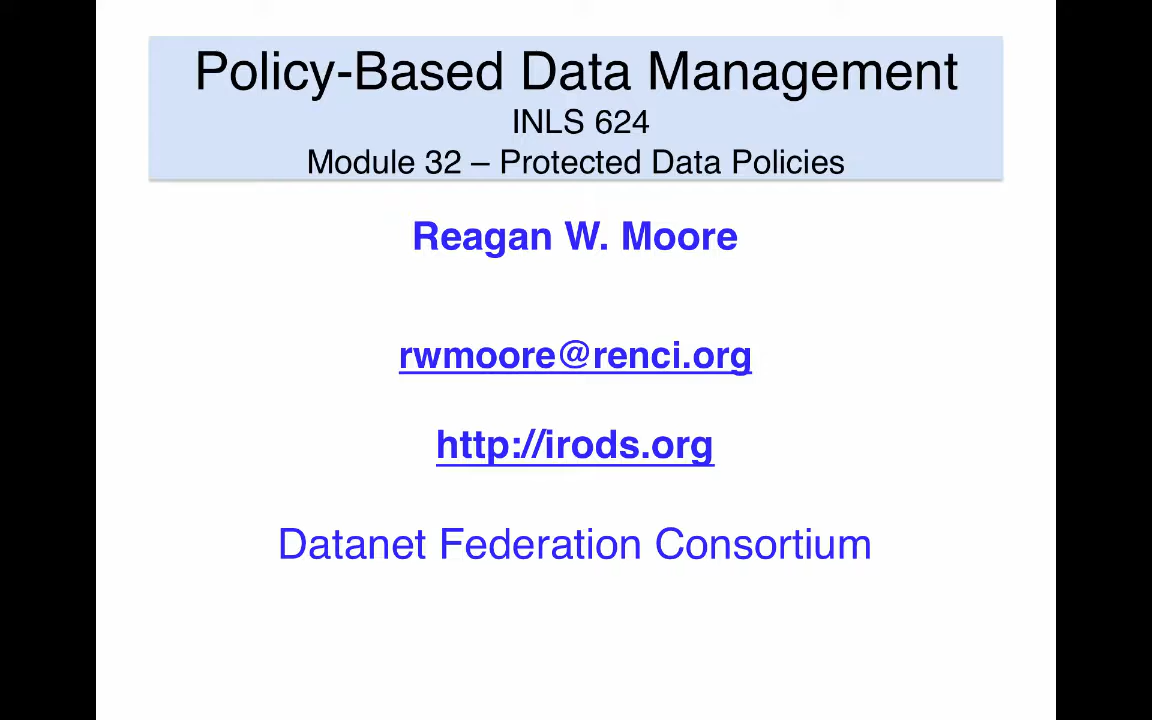 Policy-Based Data Management
INLS 624
Module 32 – Protected Data Policies
Reagan W. Moore
rwmoore@renci.org
http://irods.org
Datanet Federation Consortium